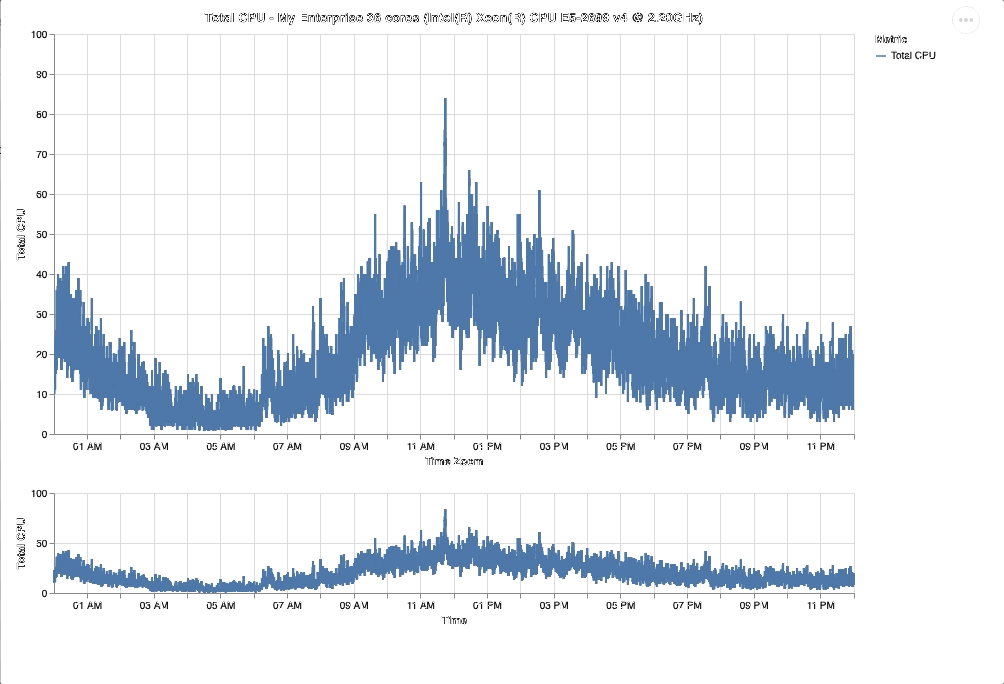 Total CPU - My Enterprise 36 cores (Intel(R) Xeon(R) CPU E5-2699 v4 @ 2.20GHz)
Metric
Total CPU
100
90
80
70
60
50
40
30
20
10
0
Total CPU
01 AM 03 AM 05 AM 07 AM 09 AM 11 AM 01 PM 03 PM 05 PM 07 PM 09 PM 11 PM
Time Zoom
100
50
0
Total CPU
01 AM 03 AM 05 AM 07 AM 09 AM 11 AM 01 PM 03 PM 05 PM 07 PM 09 PM 11 PM
Time